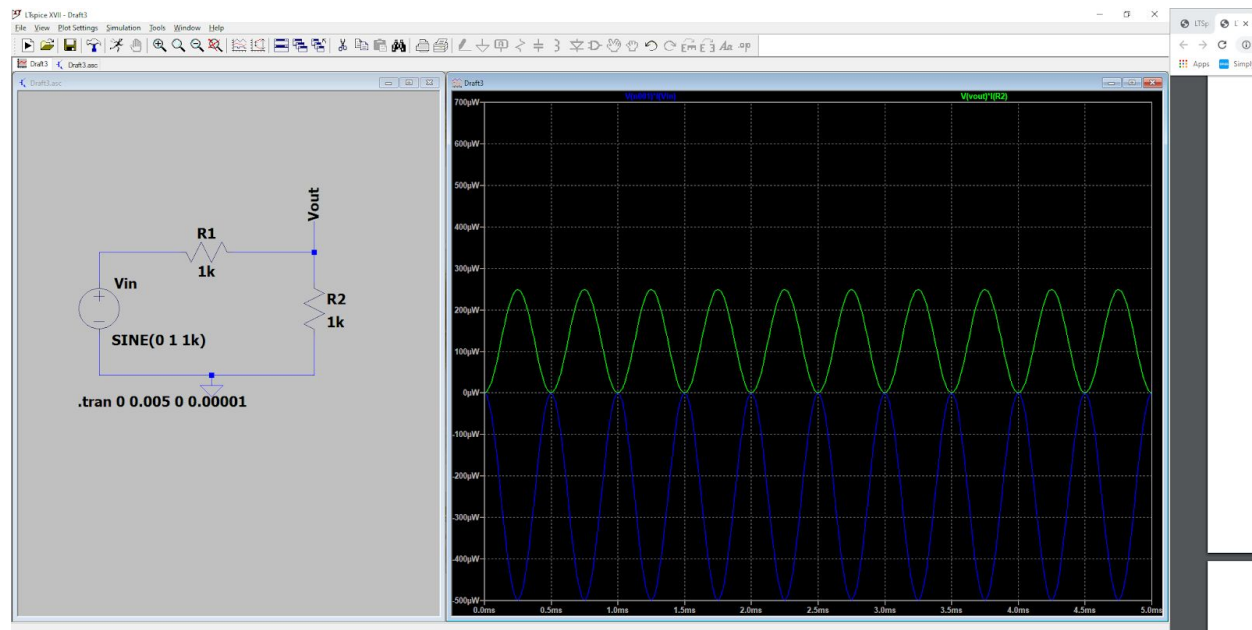 LTspice XVII - Draft3
File View Plot Settings Simulation Tools Window Help
Draft3 Draft3.asc
Draft3.asc
Vout
R1
1k
Vin
R2
1k
SINE(0 1 1k)
.tran 0 0.005 0 0.00001
Draft3
V(vout)*I(R2)
700µW
600µW
500µW
400µW
300µW
200µW
100µW
0µW
-100µW
-200µW
-300µW
-400µW
-500µW
0.0ms 0.5ms 1.0ms 1.5ms 2.0ms 2.5ms 3.0ms 3.5ms 4.0ms 4.5ms 5.0ms
LTSp L
Apps Simpl